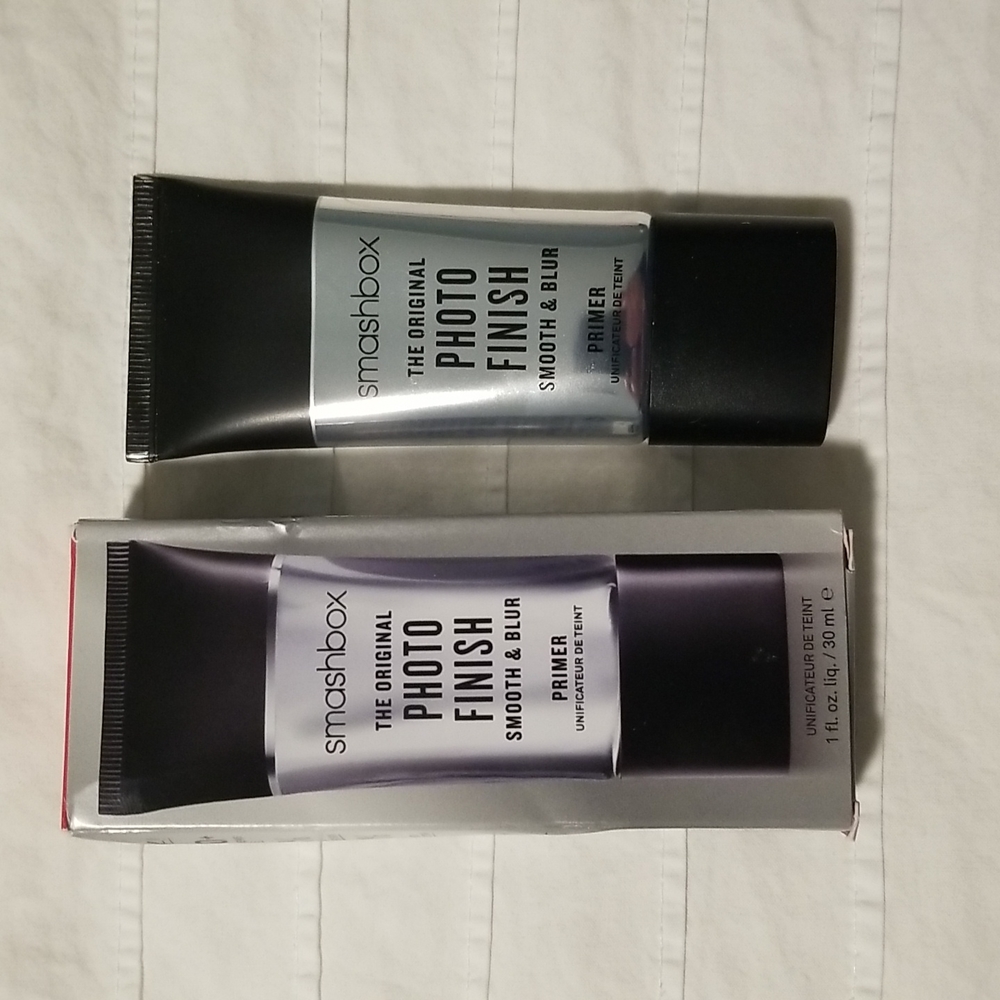 smashbox
THE ORIGINAL
PHOTO
FINISH
SMOOTH & BLUR
PRIMER
UNIFICATEUR DE TEINT
smashbox
THE ORIGINAL
PHOTO
FINISH
SMOOTH & BLUR
PRIMER
UNIFICATEUR DE TEINT
UNIFICATEUR DE TEINT
1 fl. oz. liq. / 30 ml ℮